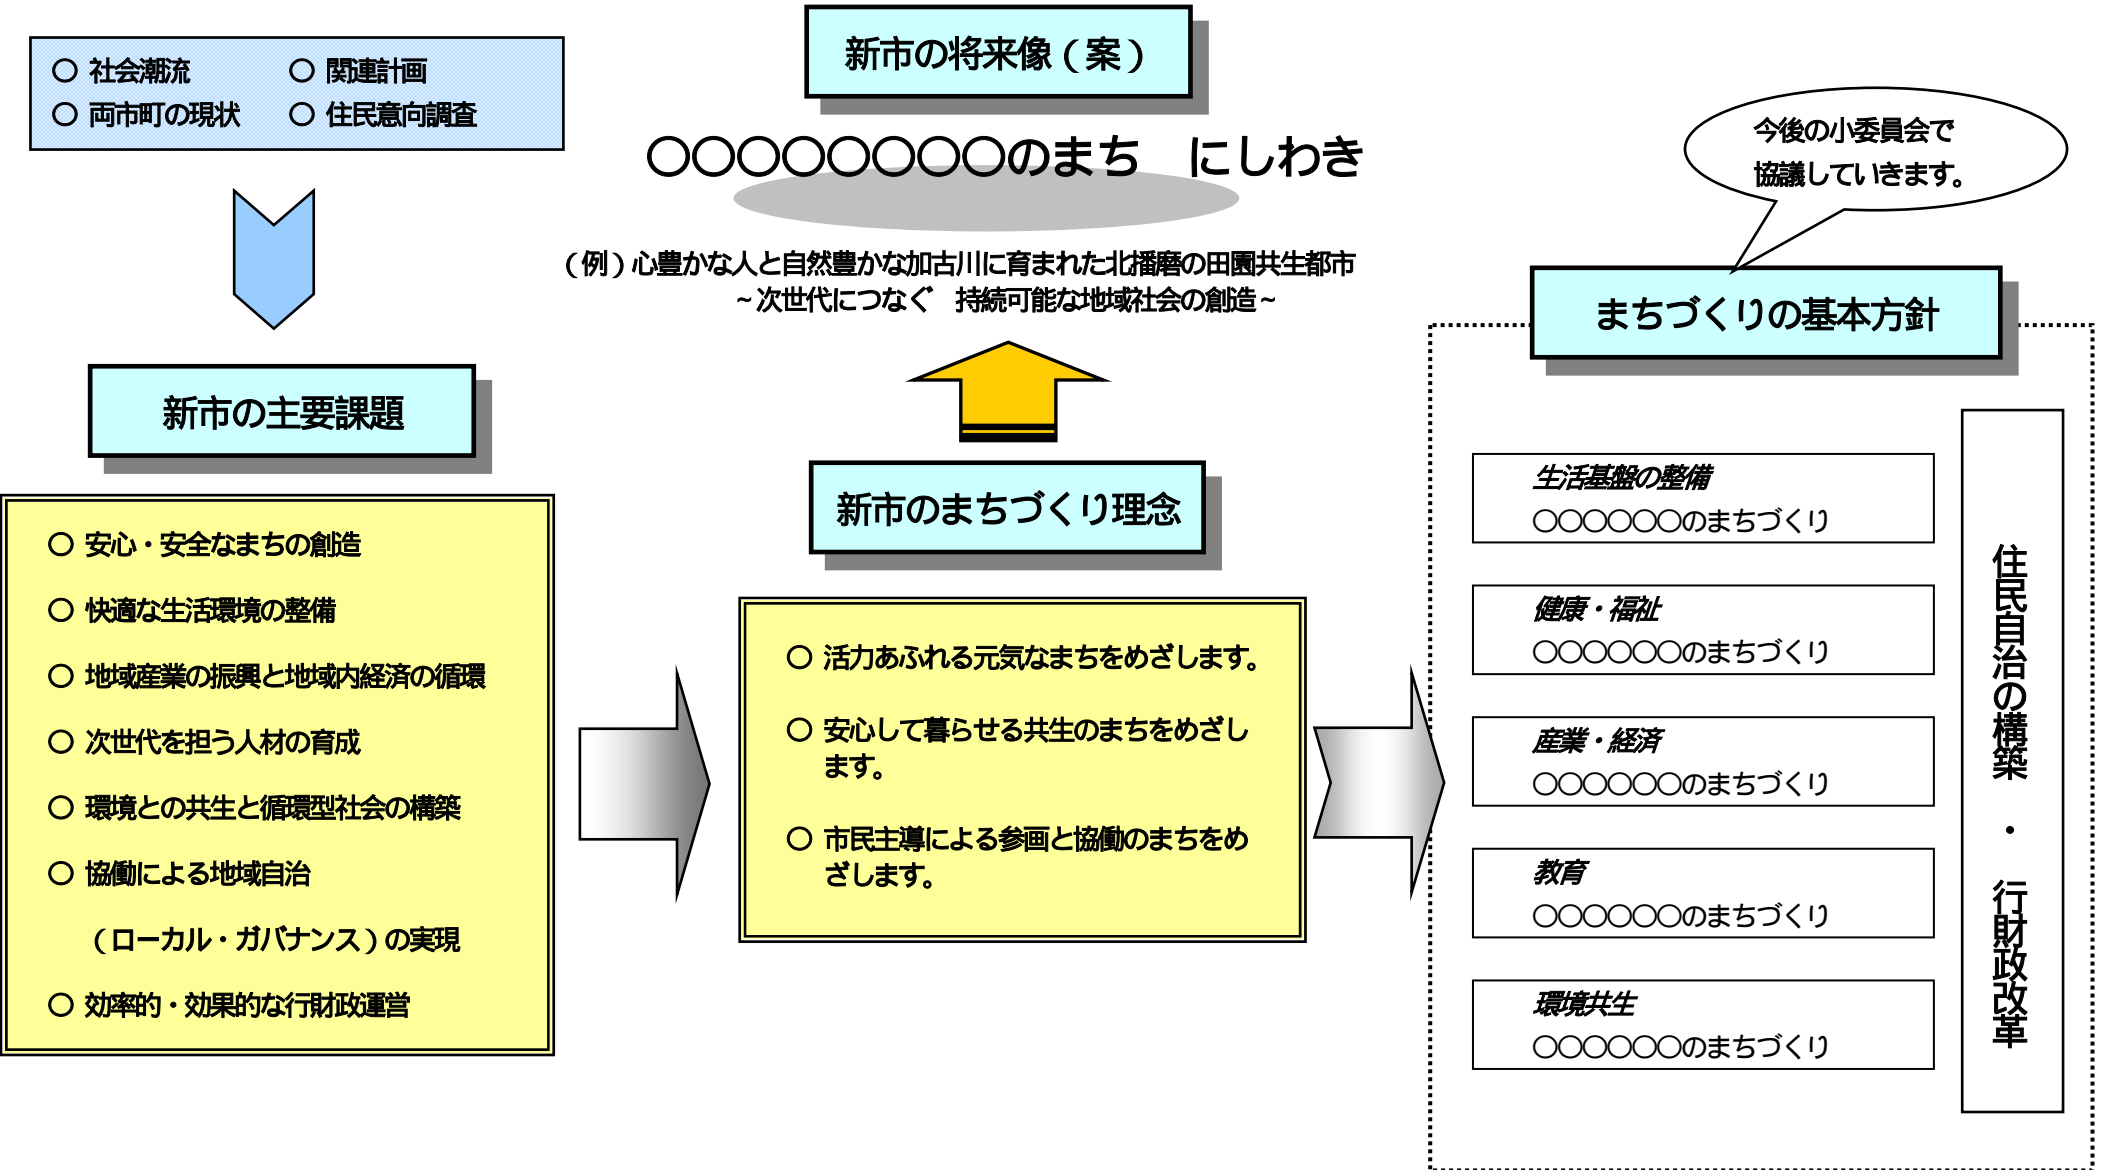 ○ 社会潮流　○ 関連計画
○ 両市町の現状　○ 住民意向調査
新市の主要課題
○ 安心・安全なまちの創造
○ 快適な生活環境の整備
○ 地域産業の振興と地域内経済の循環
○ 次世代を担う人材の育成
○ 環境との共生と循環型社会の構築
○ 協働による地域自治
（ローカル・ガバナンス）の実現
○ 効率的・効果的な行財政運営
新市の将来像（案）
○○○○○○○○のまち　にしわき
（例）心豊かな人と自然豊かな加古川に育まれた北播磨の田園共生都市
～次世代につなぐ　持続可能な地域社会の創造～
新市のまちづくり理念
○ 活力あふれる元気なまちをめざします。
○ 安心して暮らせる共生のまちをめざし
ます。
○ 市民主導による参画と協働のまちをめ
ざします。
今後の小委員会で
協議していきます。
まちづくりの基本方針
生活基盤の整備
○○○○○○のまちづくり
健康・福祉
○○○○○○のまちづくり
産業・経済
○○○○○○のまちづくり
教育
○○○○○○のまちづくり
環境共生
○○○○○○のまちづくり
住民自治の構築　・　行財政改革